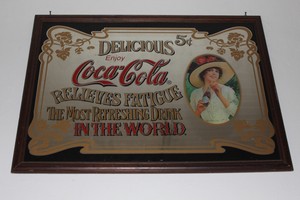 DELICIOUS 5¢
Enjoy
Coca-Cola
RELIEVES FATIGUE
THE MOST REFRESHING DRINK
IN THE WORLD